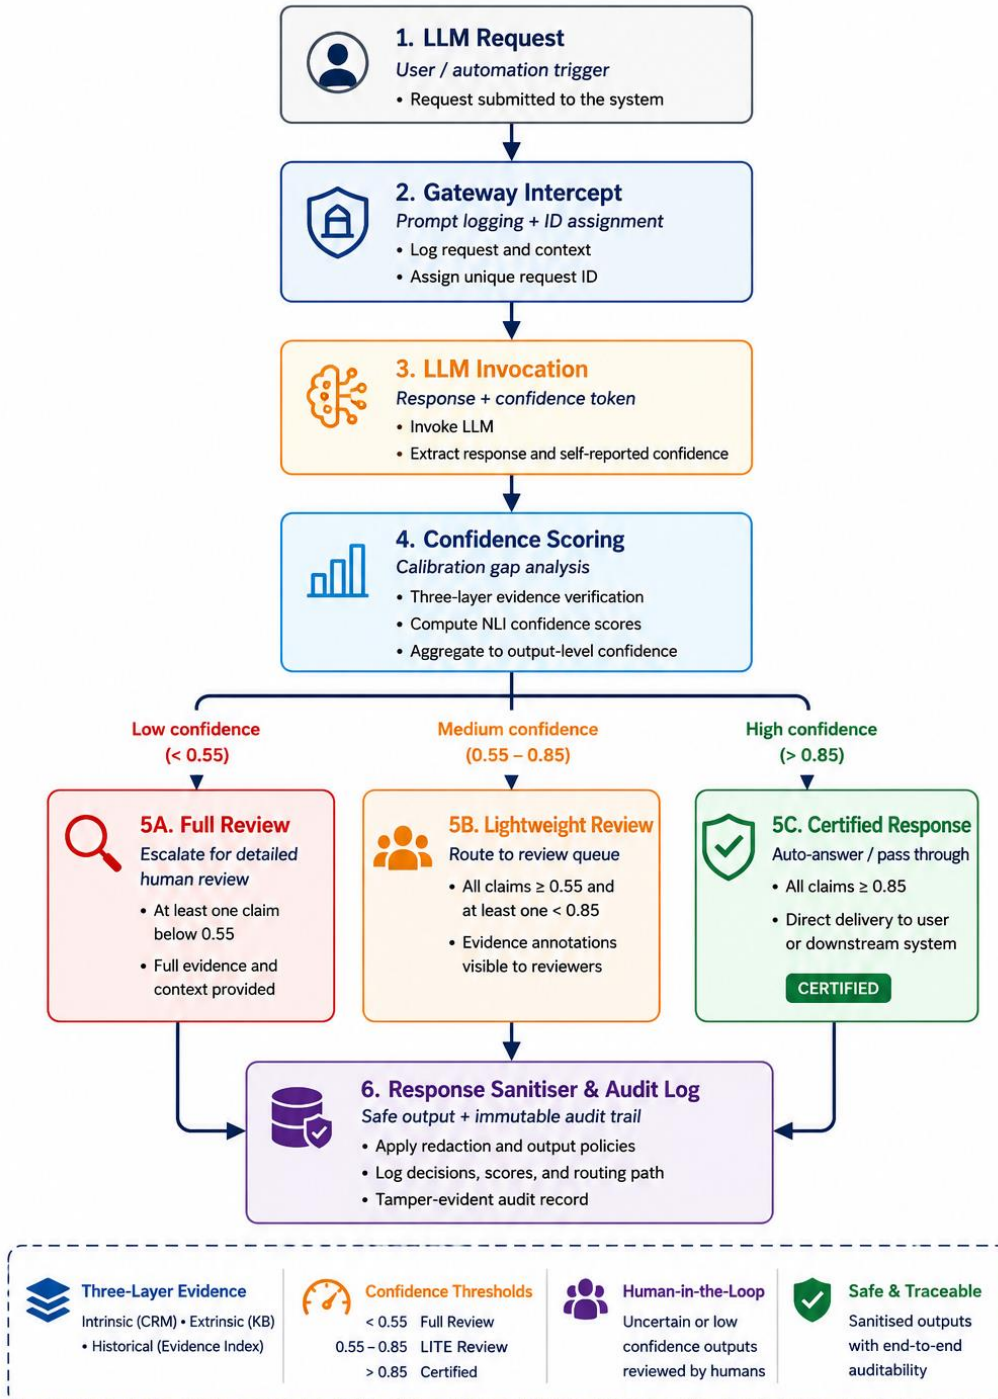 1. LLM Request
User / automation trigger
• Request submitted to the system
2. Gateway Intercept
Prompt logging + ID assignment
• Log request and context
• Assign unique request ID
3. LLM Invocation
Response + confidence token
• Invoke LLM
• Extract response and self-reported confidence
4. Confidence Scoring
Calibration gap analysis
• Three-layer evidence verification
• Compute NLI confidence scores
• Aggregate to output-level confidence
Low confidence
(< 0.55)
Medium confidence
(0.55 – 0.85)
High confidence
(> 0.85)
5A. Full Review
Escalate for detailed
human review
• At least one claim
below 0.55
• Full evidence and
context provided
5B. Lightweight Review
Route to review queue
• All claims ≥ 0.55 and
at least one < 0.85
• Evidence annotations
visible to reviewers
5C. Certified Response
Auto-answer / pass through
• All claims ≥ 0.85
• Direct delivery to user
or downstream system
CERTIFIED
6. Response Sanitiser & Audit Log
Safe output + immutable audit trail
• Apply redaction and output policies
• Log decisions, scores, and routing path
• Tamper-evident audit record
Three-Layer Evidence
Intrinsic (CRM) • Extrinsic (KB)
• Historical (Evidence Index)
Confidence Thresholds
< 0.55 Full Review
0.55 – 0.85 LITE Review
> 0.85 Certified
Human-in-the-Loop
Uncertain or low
confidence outputs
reviewed by humans
Safe & Traceable
Sanitised outputs
with end-to-end
auditability